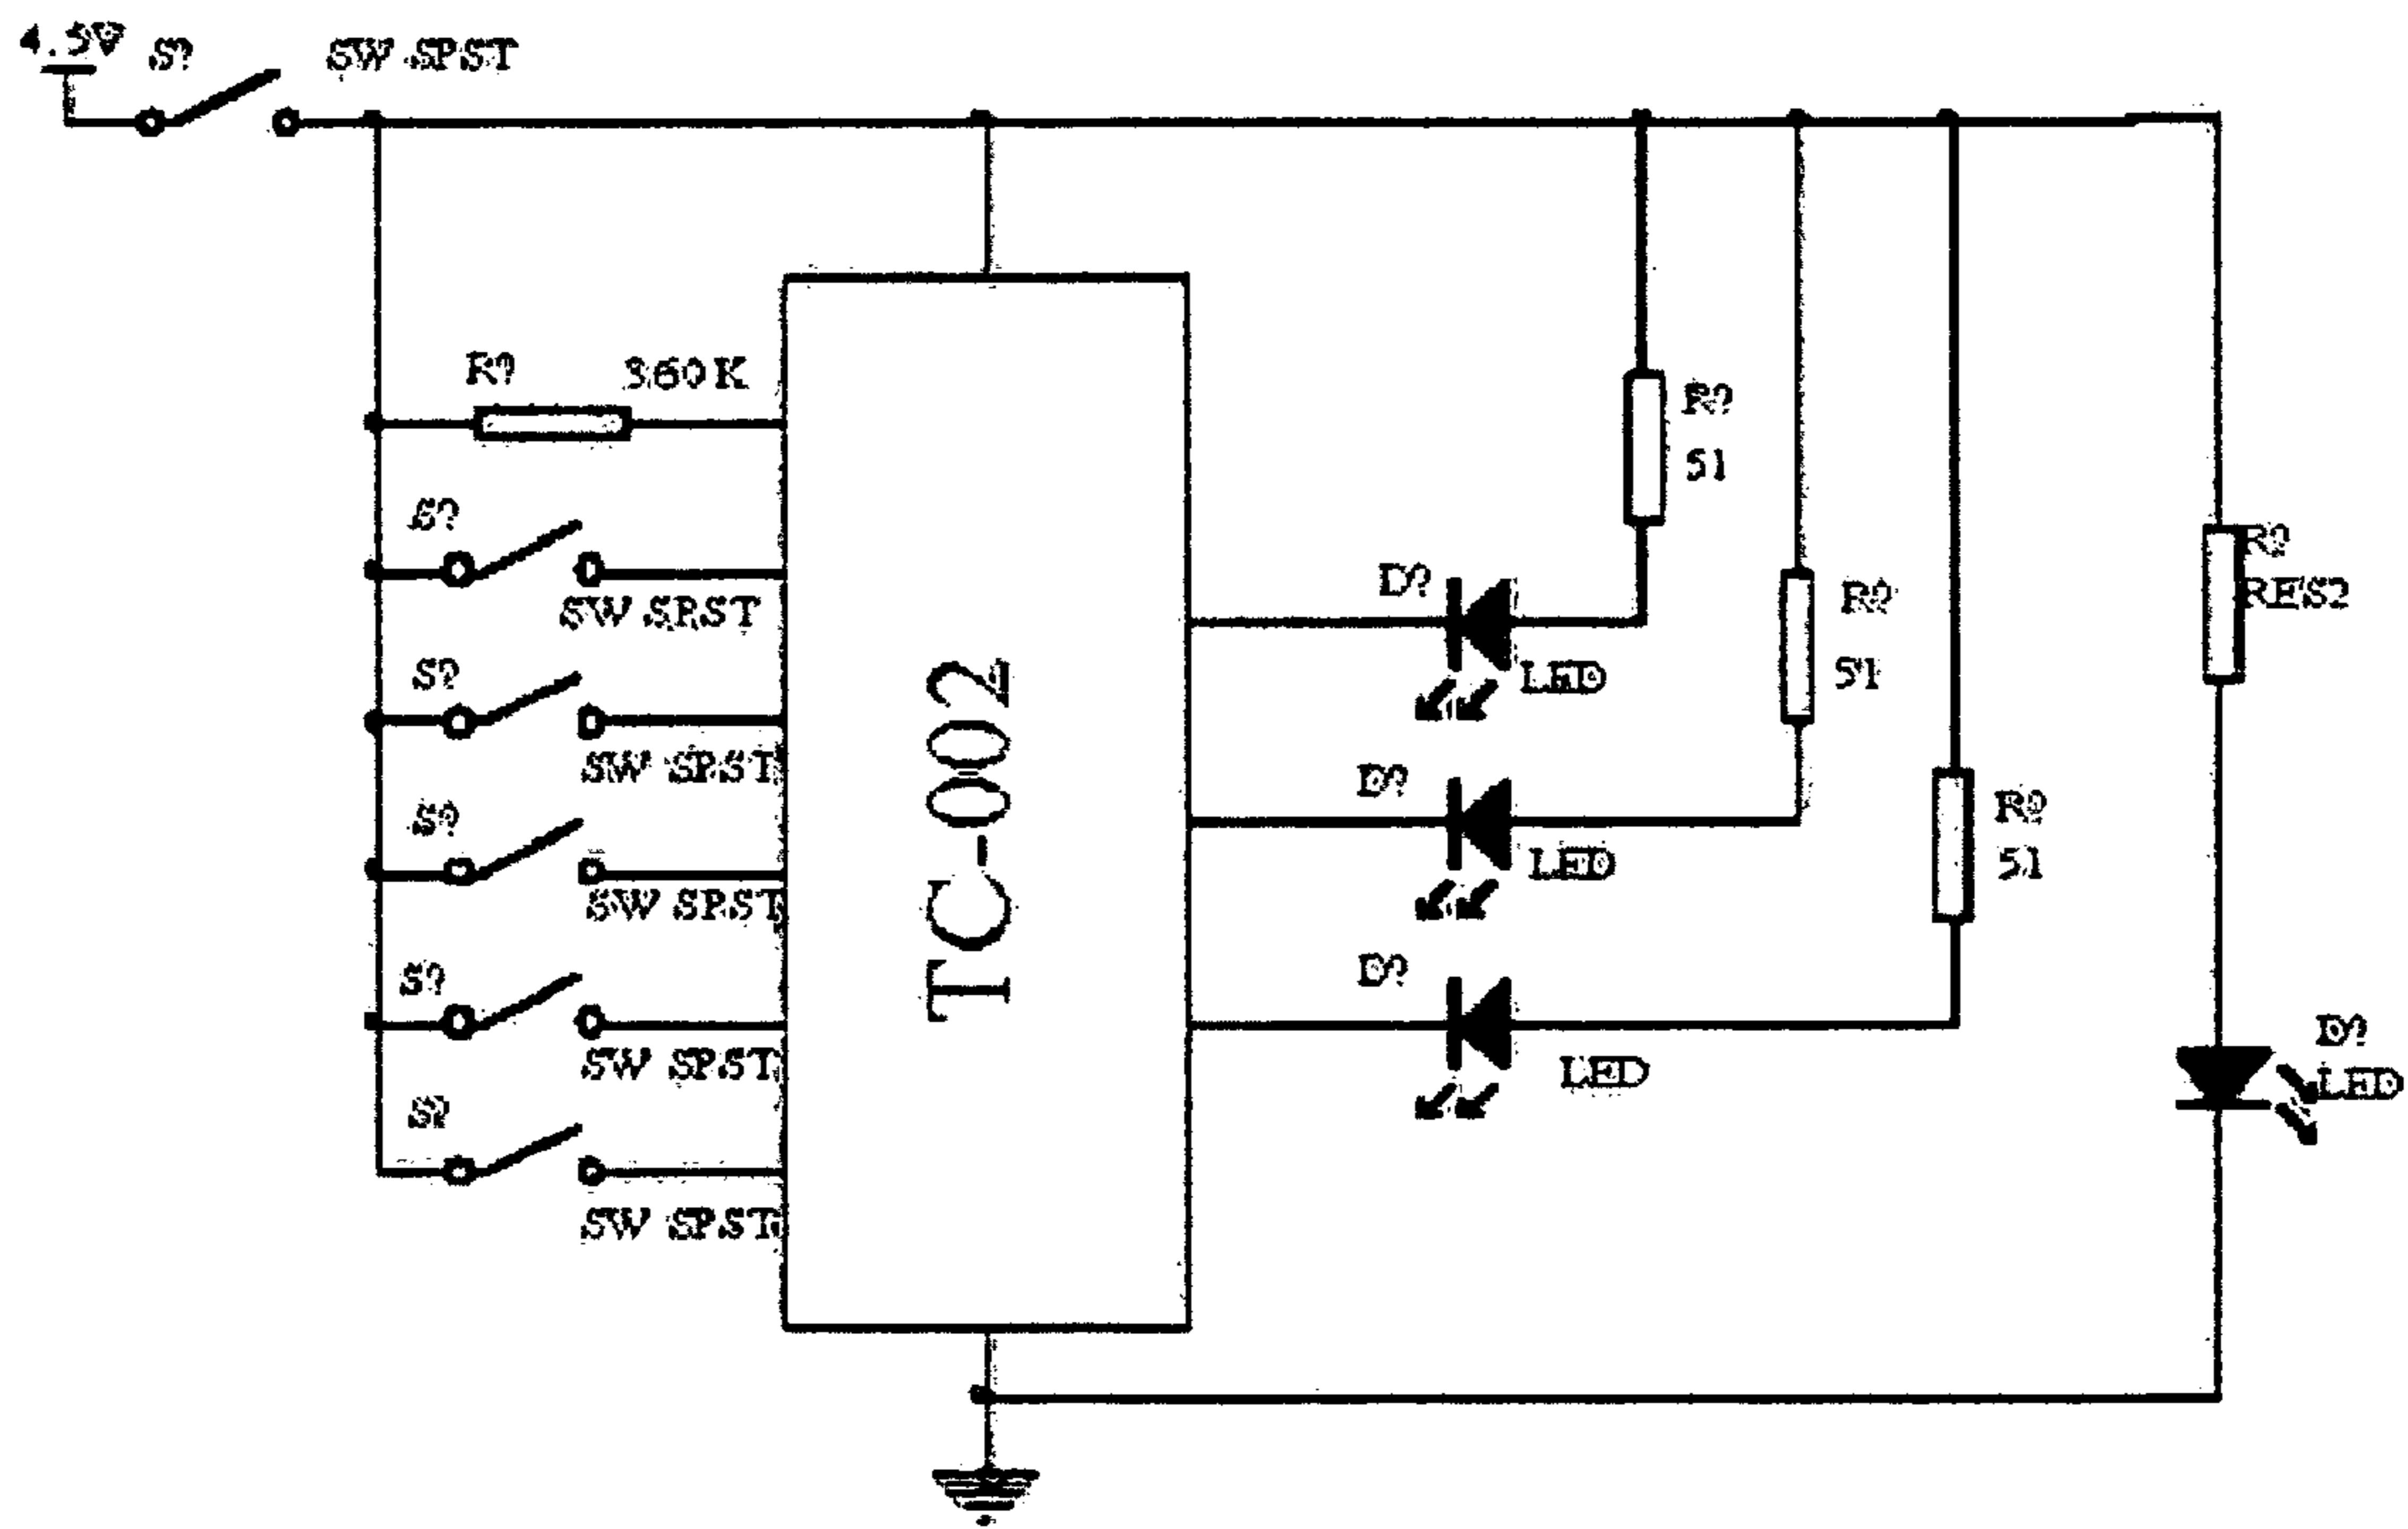 4.5V S? SW SPST
R? 360K
S?
SW SPST
S?
SW SPST
S?
SW SPST
S?
SW SPST
S?
SW SPST
TC-002
R?
51
D?
LED
R?
51
D?
LED
R?
51
D?
LED
R?
RES2
D?
LED